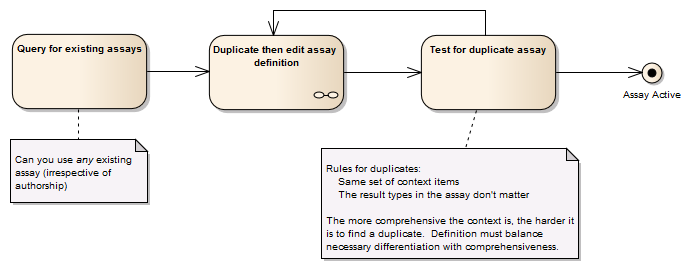 Query for existing assays
Duplicate then edit assay
definition
Test for duplicate assay
Assay Active
Can you use any existing
assay (irrespective of
authorship)
Rules for duplicates:
Same set of context items
The result types in the assay don't matter
The more comprehensive the context is, the harder it
is to find a duplicate.  Definition must balance
necessary differentiation with comprehensiveness.